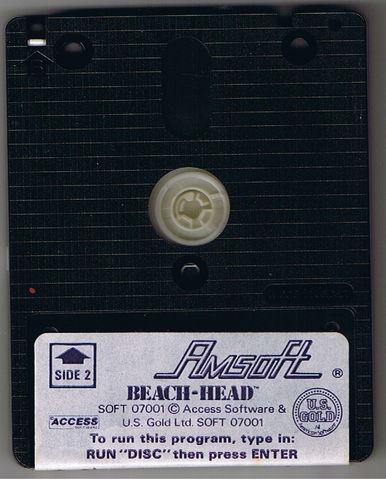 SIDE 2
Amsoft ®
BEACH-HEAD™
SOFT 07001 © Access Software &
U.S. Gold Ltd. SOFT 07001
ACCESS
U.S. GOLD
To run this program, type in:
RUN "DISC" then press ENTER